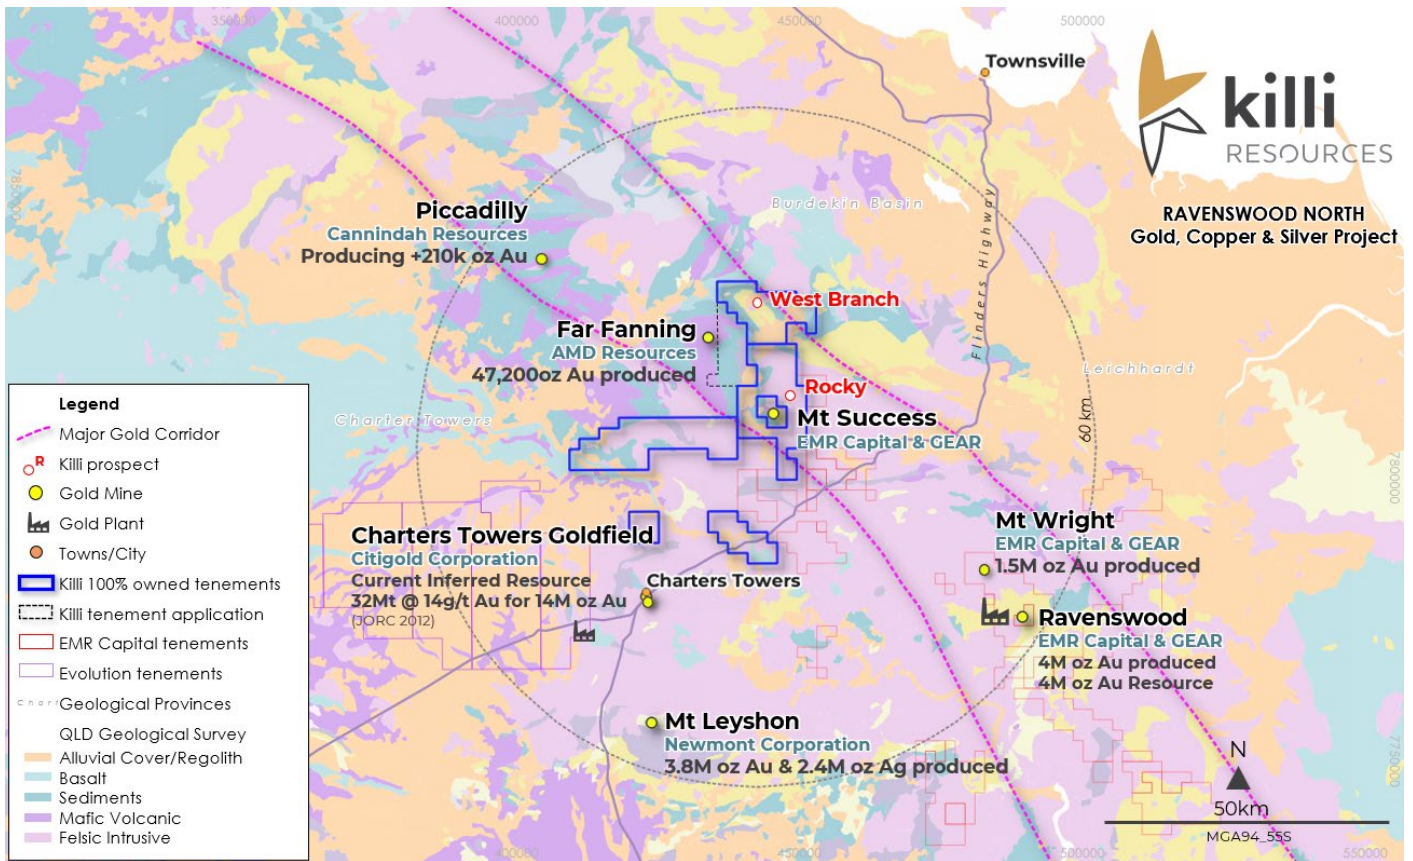 350000
400000
450000
500000
Townsville
killi
RESOURCES
RAVENSWOOD NORTH
Gold, Copper & Silver Project
7850000
Burdekin Basin
Flinders Highway
Piccadilly
Cannindah Resources
Producing +210k oz Au
West Branch
Far Fanning
AMD Resources
47,200oz Au produced
Leichhardt
Rocky
Mt Success
EMR Capital & GEAR
Charter Towers
60 km
7800000
Legend
Major Gold Corridor
R
Killi prospect
Gold Mine
Gold Plant
Towns/City
Killi 100% owned tenements
Killi tenement application
EMR Capital tenements
Evolution tenements
Chart
Geological Provinces
QLD Geological Survey
Alluvial Cover/Regolith
Basalt
Sediments
Mafic Volcanic
Felsic Intrusive
Charters Towers Goldfield
Citigold Corporation
Current Inferred Resource
32Mt @ 14g/t Au for 14M oz Au
(JORC 2012)
Charters Towers
Mt Wright
EMR Capital & GEAR
1.5M oz Au produced
Ravenswood
EMR Capital & GEAR
4M oz Au produced
4M oz Au Resource
Mt Leyshon
Newmont Corporation
3.8M oz Au & 2.4M oz Ag produced
7750000
N
50km
MGA94_55S
400000
450000
500000
550000